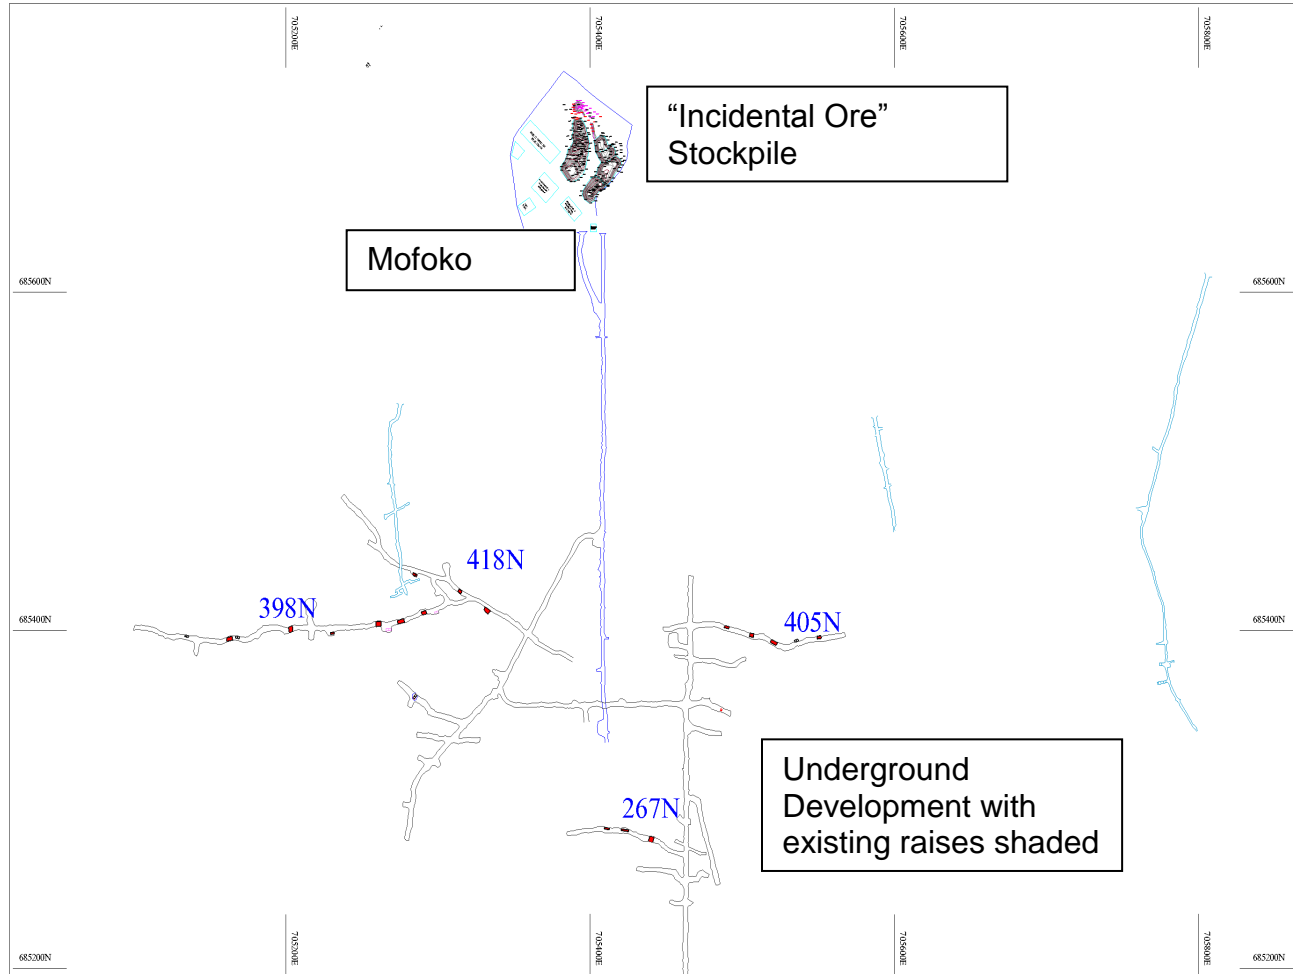 705200E
705400E
705600E
705800E
“Incidental Ore”
Stockpile
Mofoko
685600N
685600N
418N
398N
405N
685400N
685400N
Underground
Development with
existing raises shaded
267N
705200E
705400E
705600E
705800E
685200N
685200N